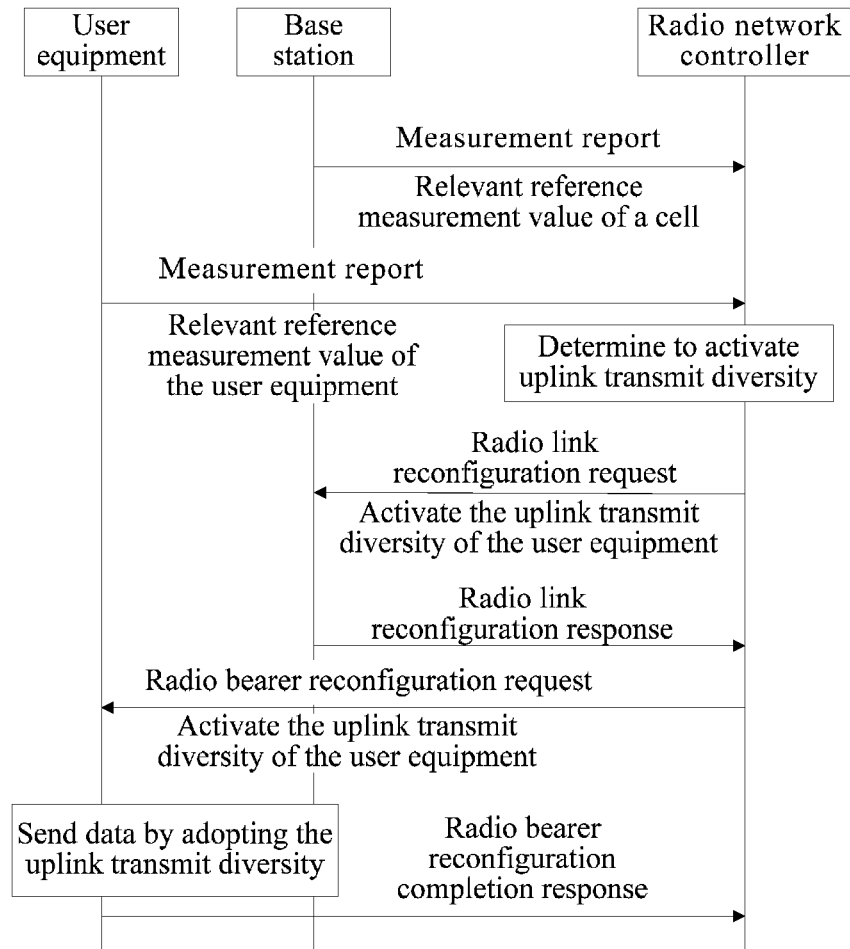 User
equipment
Base
station
Radio network
controller
Measurement report
Relevant reference
measurement value of a cell
Measurement report
Relevant reference
measurement value of
the user equipment
Determine to activate
uplink transmit diversity
Radio link
reconfiguration request
Activate the uplink transmit
diversity of the user equipment
Radio link
reconfiguration response
Radio bearer reconfiguration request
Activate the uplink transmit
diversity of the user equipment
Send data by adopting the
uplink transmit diversity
Radio bearer
reconfiguration
completion response